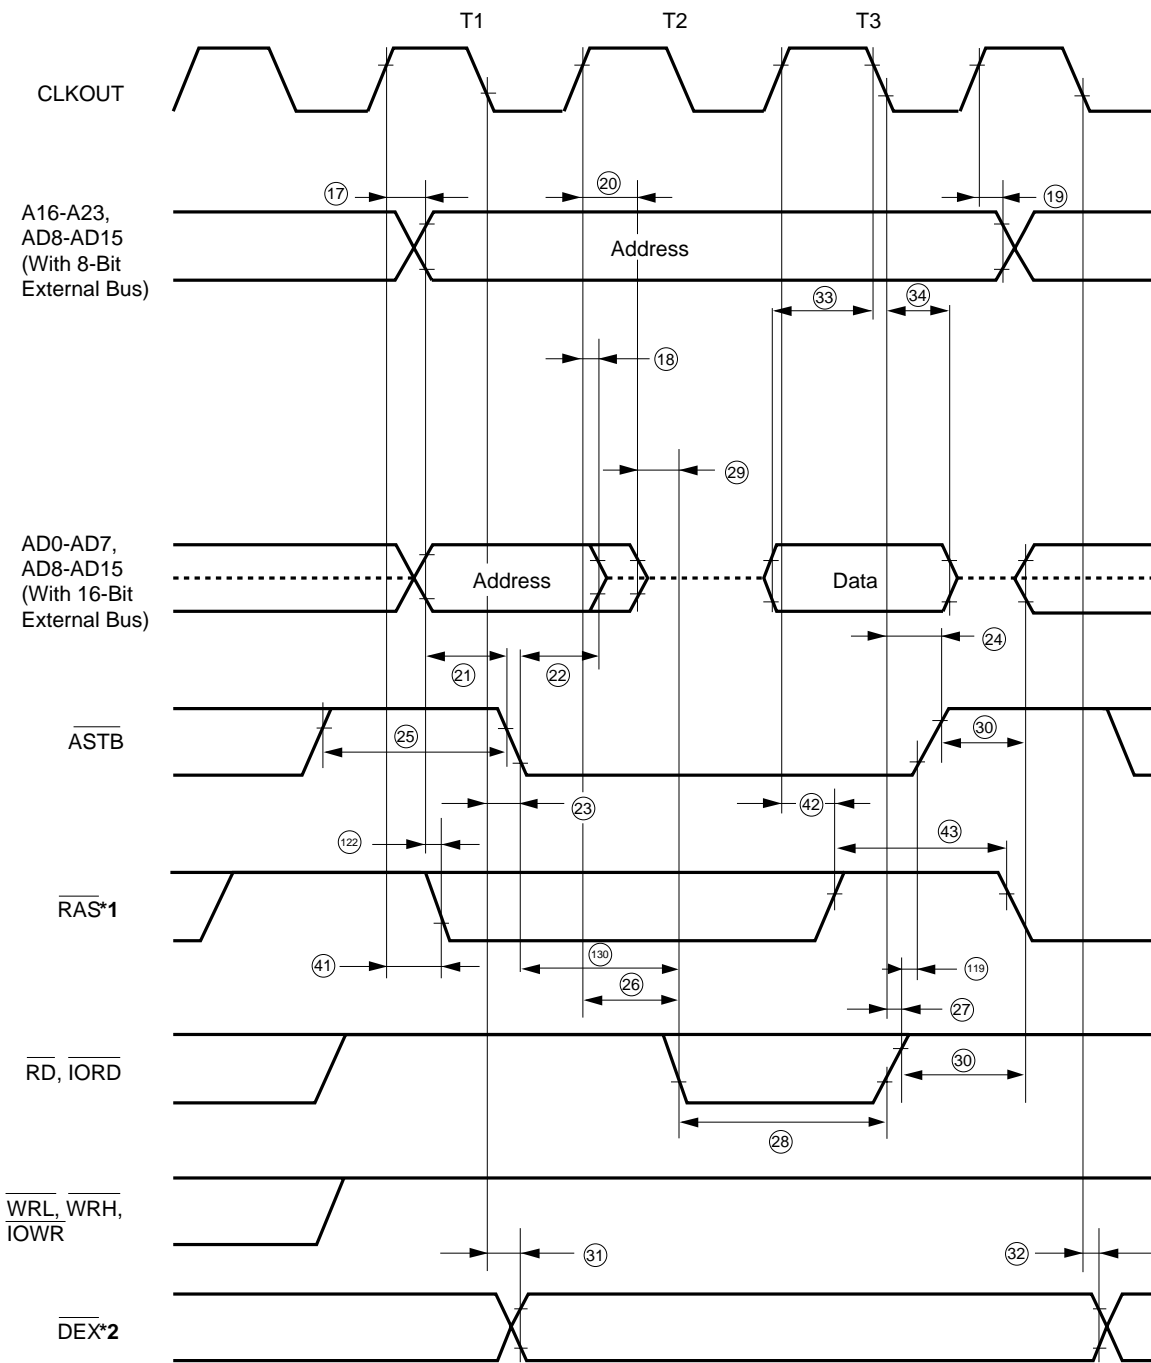 T1 T2 T3
CLKOUT
17 20 19
A16-A23,
AD8-AD15
(With 8-Bit
External Bus)
Address
33 34
18
29
AD0-AD7,
AD8-AD15
(With 16-Bit
External Bus)
Address Data
24
21 22
ASTB
25 30
23 42
122 43
RAS*1
41 130 119
26 27
RD, IORD
30
28
WRL, WRH,
IOWR
31 32
DEX*2